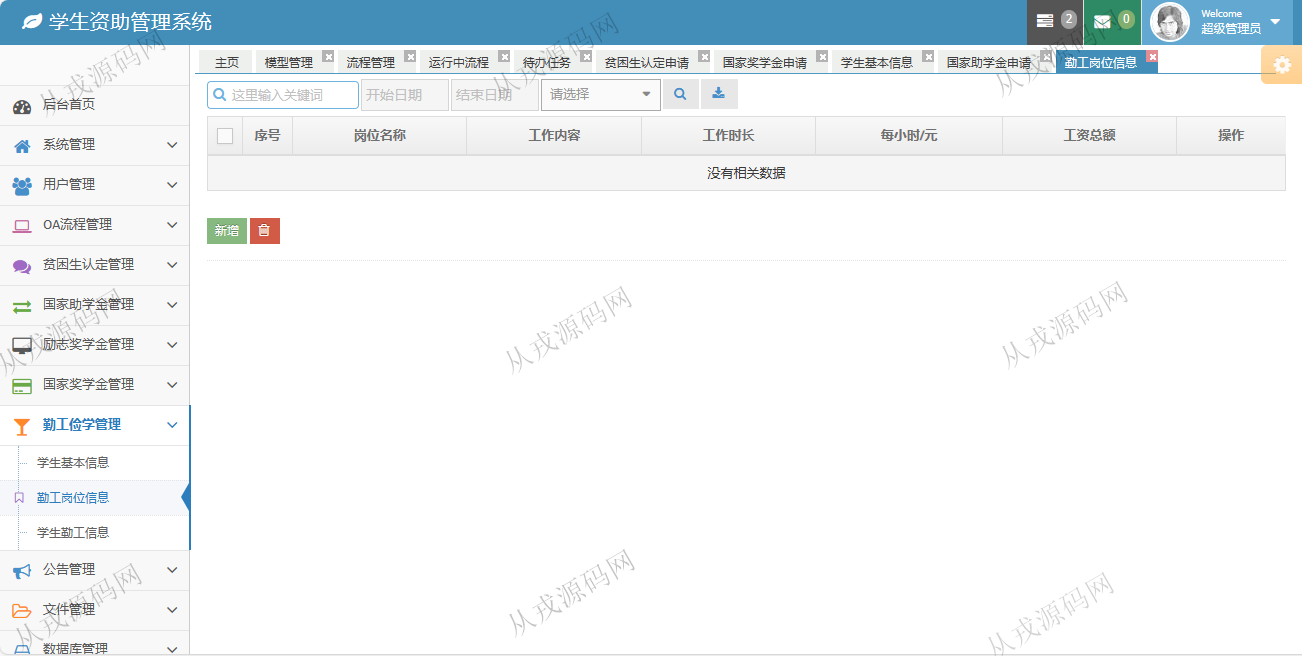 学生资助管理系统
2
0
Welcome
超级管理员
主页
模型管理
流程管理
运行中流程
待办任务
贫困生认定申请
国家奖学金申请
学生基本信息
国家助学金申请
勤工岗位信息
后台首页
系统管理
用户管理
OA流程管理
贫困生认定管理
国家助学金管理
励志奖学金管理
国家奖学金管理
勤工俭学管理
学生基本信息
勤工岗位信息
学生勤工信息
公告管理
文件管理
数据库管理
这里输入关键词
开始日期
结束日期
请选择
序号 岗位名称 工作内容 工作时长 每小时/元 工资总额 操作
没有相关数据
新增
从戎源码网
从戎源码网
从戎源码网
从戎源码网
从戎源码网
从戎源码网
从戎源码网
从戎源码网
从戎源码网